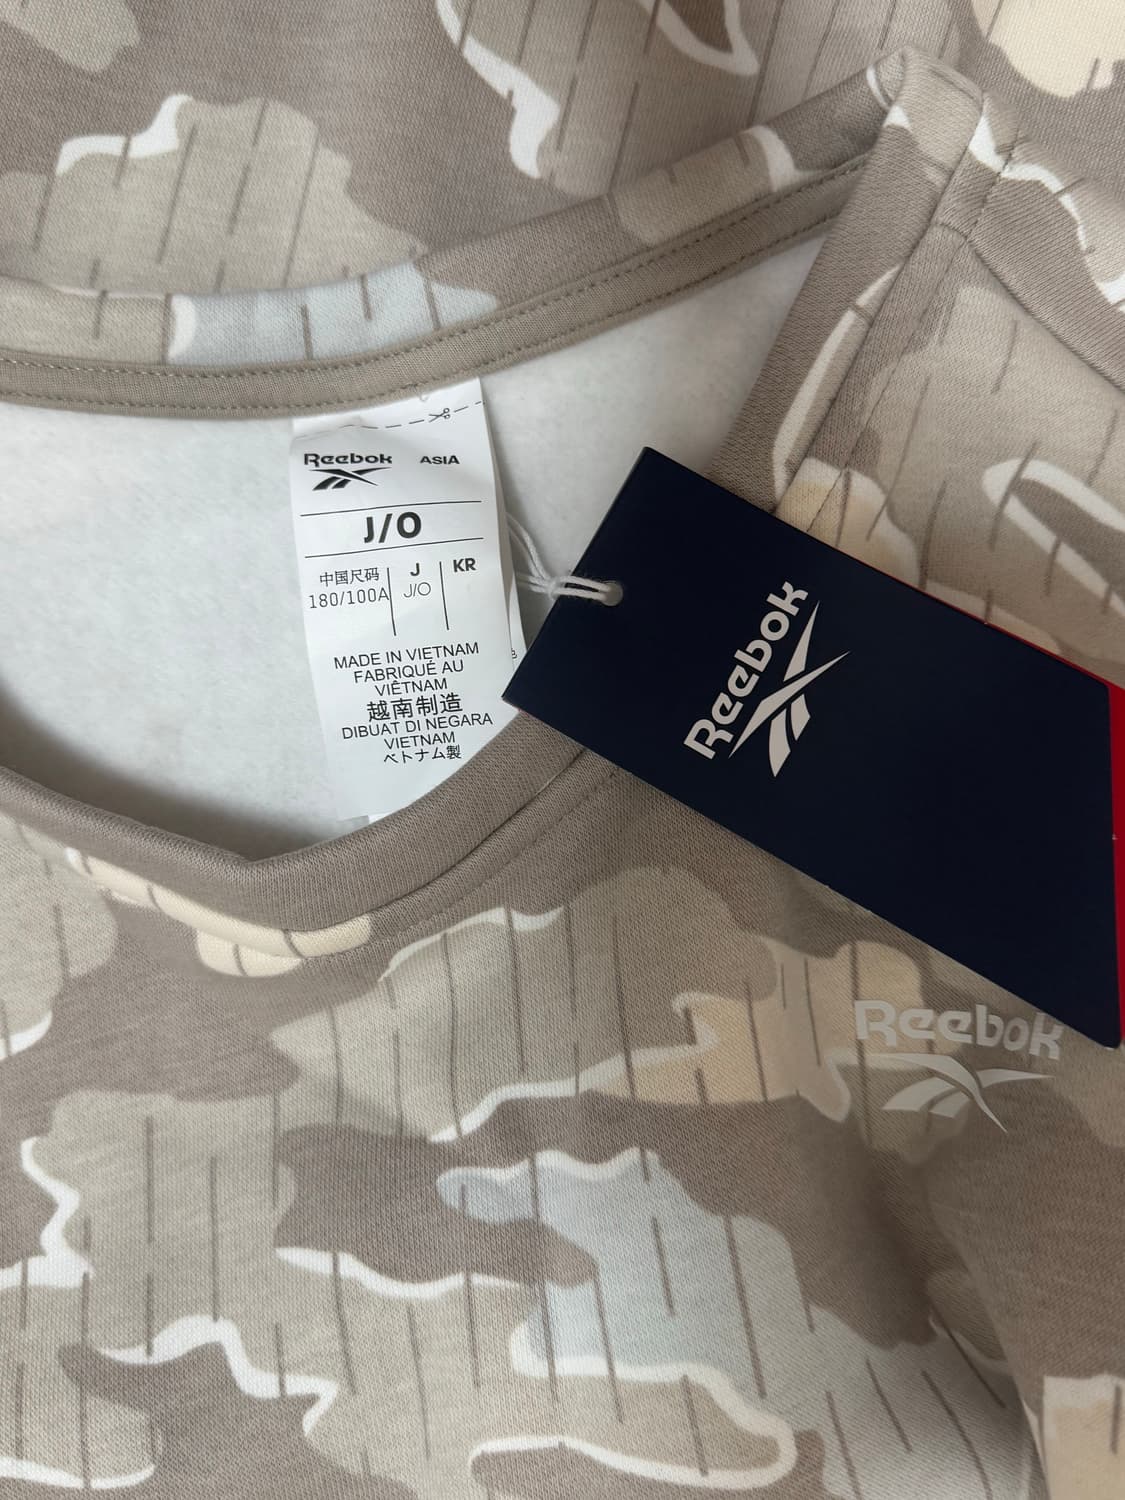 Reebok ASIA
J/O
中国尺码 J KR
180/100A J/O
MADE IN VIETNAM
FABRIQUÉ AU
VIÊTNAM
越南制造
DIBUAT DI NEGARA
VIETNAM
ベトナム製
Reebok
Reebok